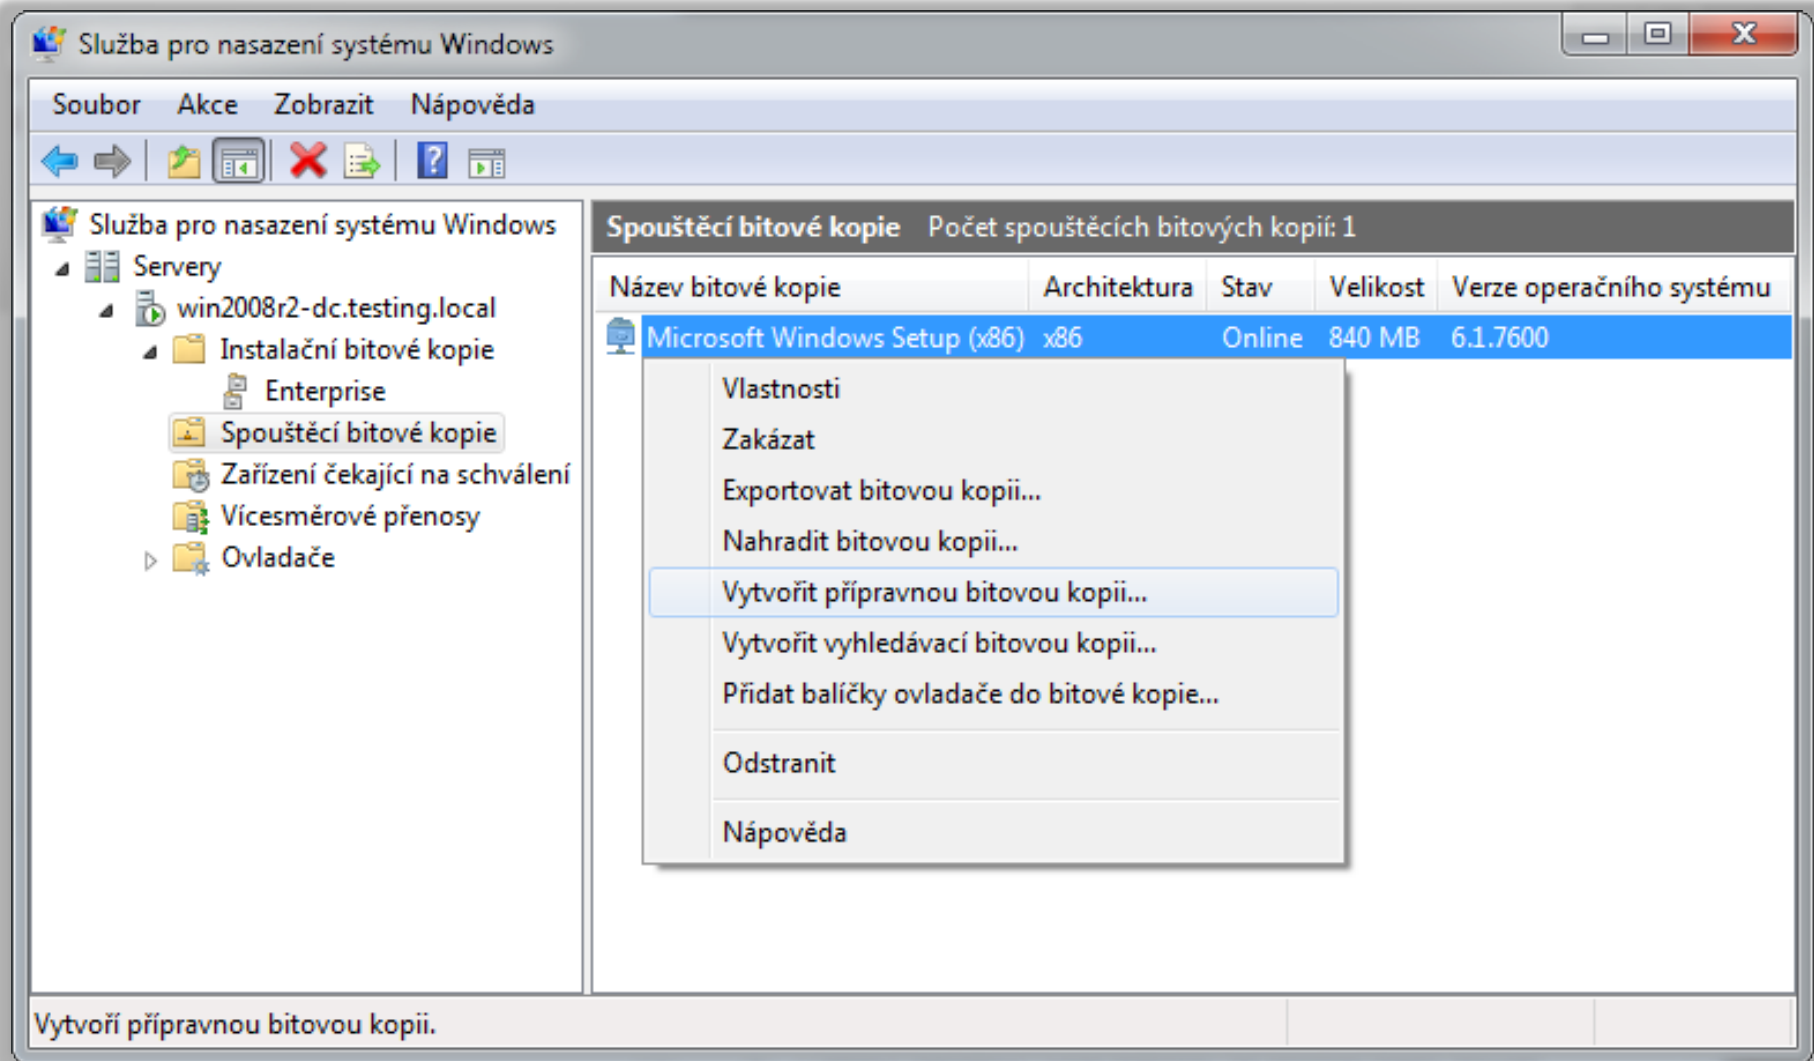 Služba pro nasazení systému Windows
Soubor Akce Zobrazit Nápověda
Služba pro nasazení systému Windows
Servery
win2008r2-dc.testing.local
Instalační bitové kopie
Enterprise
Spouštěcí bitové kopie
Zařízení čekající na schválení
Vícesměrové přenosy
Ovladače
Spouštěcí bitové kopie Počet spouštěcích bitových kopií: 1
Název bitové kopie Architektura Stav Velikost Verze operačního systému
Microsoft Windows Setup (x86) x86 Online 840 MB 6.1.7600
Vlastnosti
Zakázat
Exportovat bitovou kopii...
Nahradit bitovou kopii...
Vytvořit přípravnou bitovou kopii...
Vytvořit vyhledávací bitovou kopii...
Přidat balíčky ovladače do bitové kopie...
Odstranit
Nápověda
Vytvoří přípravnou bitovou kopii.